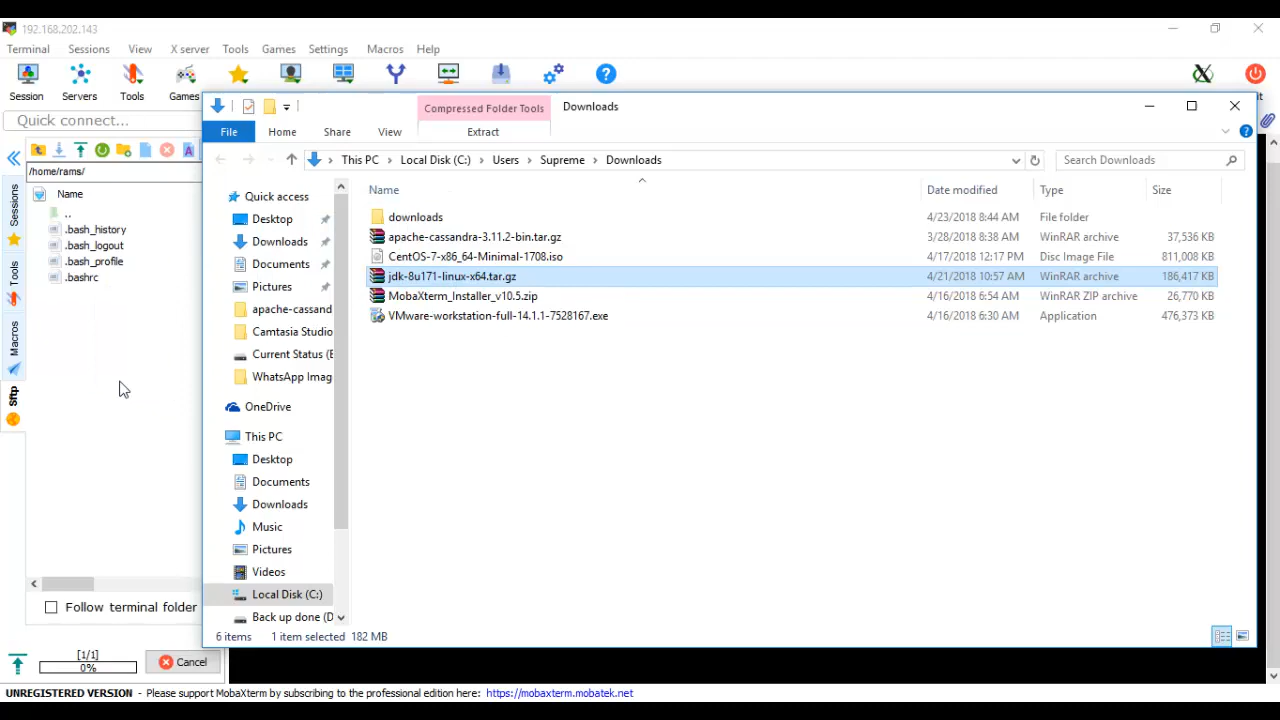 192.168.202.143
Terminal Sessions View X server Tools Games Settings Macros Help
Session Servers Tools Games
Quick connect...
/home/rams/
Name
..
.bash_history
.bash_logout
.bash_profile
.bashrc
Sessions
Tools
Macros
Sftp
Follow terminal folder
[1/1]
0%
Cancel
UNREGISTERED VERSION - Please support MobaXterm by subscribing to the professional edition here: https://mobaxterm.mobatek.net
Compressed Folder Tools Downloads
File Home Share View Extract
This PC > Local Disk (C:) > Users > Supreme > Downloads
Search Downloads
Quick access
Desktop
Downloads
Documents
Pictures
apache-cassand
Camtasia Studio
Current Status (E
WhatsApp Imag
OneDrive
This PC
Desktop
Documents
Downloads
Music
Pictures
Videos
Local Disk (C:)
Back up done (D
Name Date modified Type Size
downloads 4/23/2018 8:44 AM File folder
apache-cassandra-3.11.2-bin.tar.gz 3/28/2018 8:38 AM WinRAR archive 37,536 KB
CentOS-7-x86_64-Minimal-1708.iso 4/17/2018 12:17 PM Disc Image File 811,008 KB
jdk-8u171-linux-x64.tar.gz 4/21/2018 10:57 AM WinRAR archive 186,417 KB
MobaXterm_Installer_v10.5.zip 4/16/2018 6:54 AM WinRAR ZIP archive 26,770 KB
VMware-workstation-full-14.1.1-7528167.exe 4/16/2018 6:30 AM Application 476,373 KB
6 items 1 item selected 182 MB